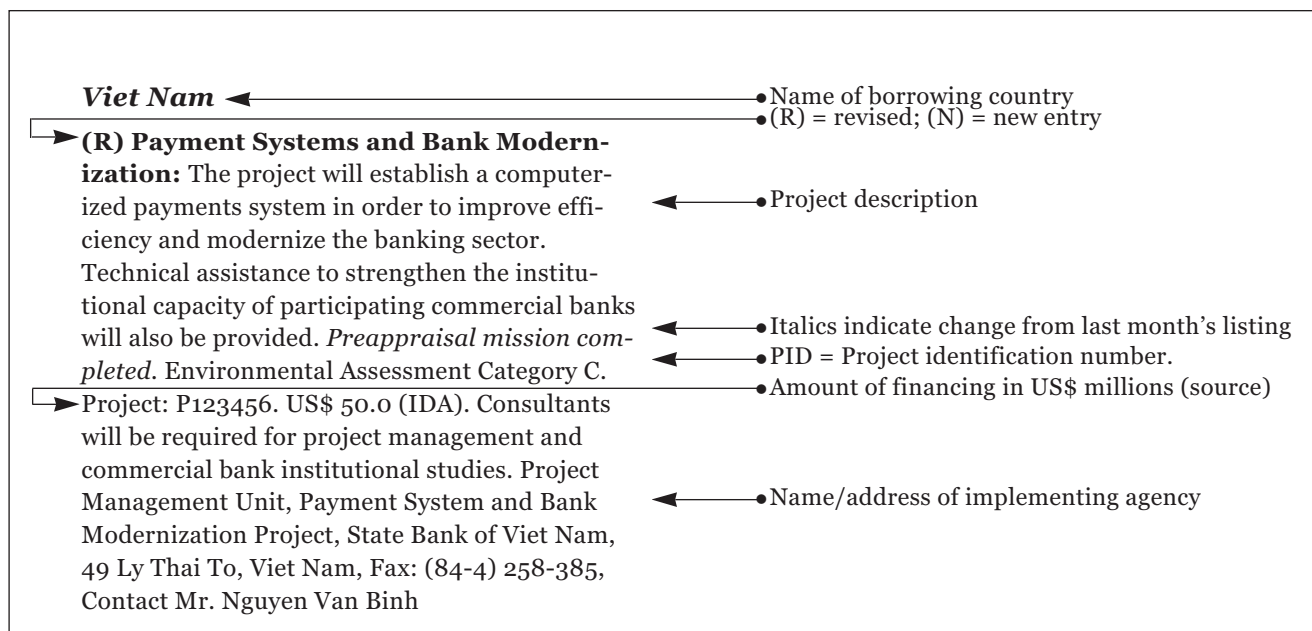 Viet Nam
(R) Payment Systems and Bank Modern-
ization: The project will establish a computer-
ized payments system in order to improve effi-
ciency and modernize the banking sector.
Technical assistance to strengthen the institu-
tional capacity of participating commercial banks
will also be provided. Preappraisal mission com-
pleted. Environmental Assessment Category C.
Project: P123456. US$ 50.0 (IDA). Consultants
will be required for project management and
commercial bank institutional studies. Project
Management Unit, Payment System and Bank
Modernization Project, State Bank of Viet Nam,
49 Ly Thai To, Viet Nam, Fax: (84-4) 258-385,
Contact Mr. Nguyen Van Binh
Name of borrowing country
(R) = revised; (N) = new entry
Project description
Italics indicate change from last month’s listing
PID = Project identification number.
Amount of financing in US$ millions (source)
Name/address of implementing agency